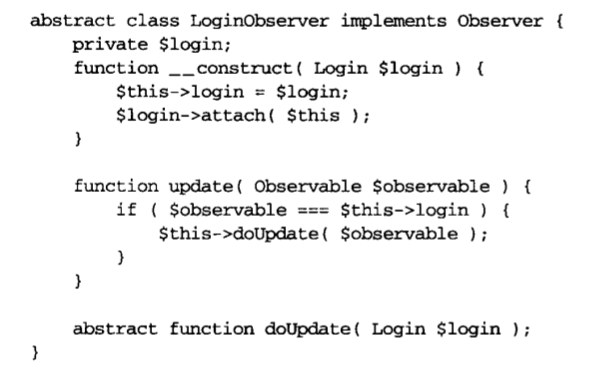 abstract class LoginObserver implements Observer {
    private $login;
    function __construct( Login $login ) {
        $this->login = $login;
        $login->attach( $this );
    }

    function update( Observable $observable ) {
        if ( $observable === $this->login ) {
            $this->doUpdate( $observable );
        }
    }

    abstract function doUpdate( Login $login );
}